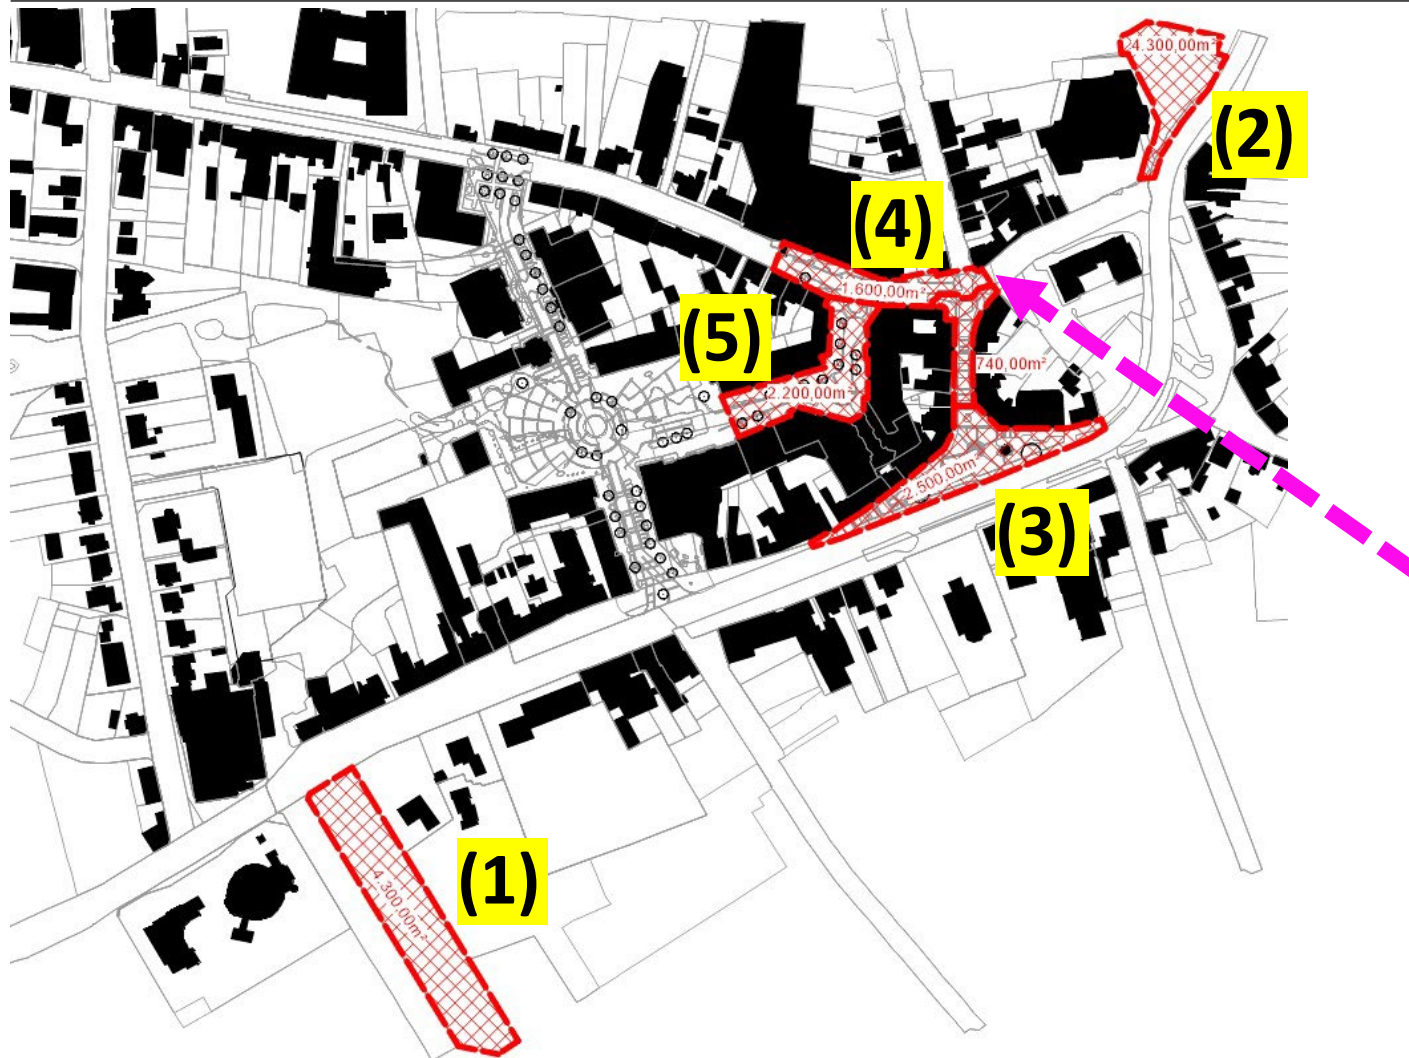 24.300,00m²
(2)
(4)
1.600,00m²
(5)
740,00m²
2.200,00m²
2.500,00m²
(3)
(1)
4.300,00m²